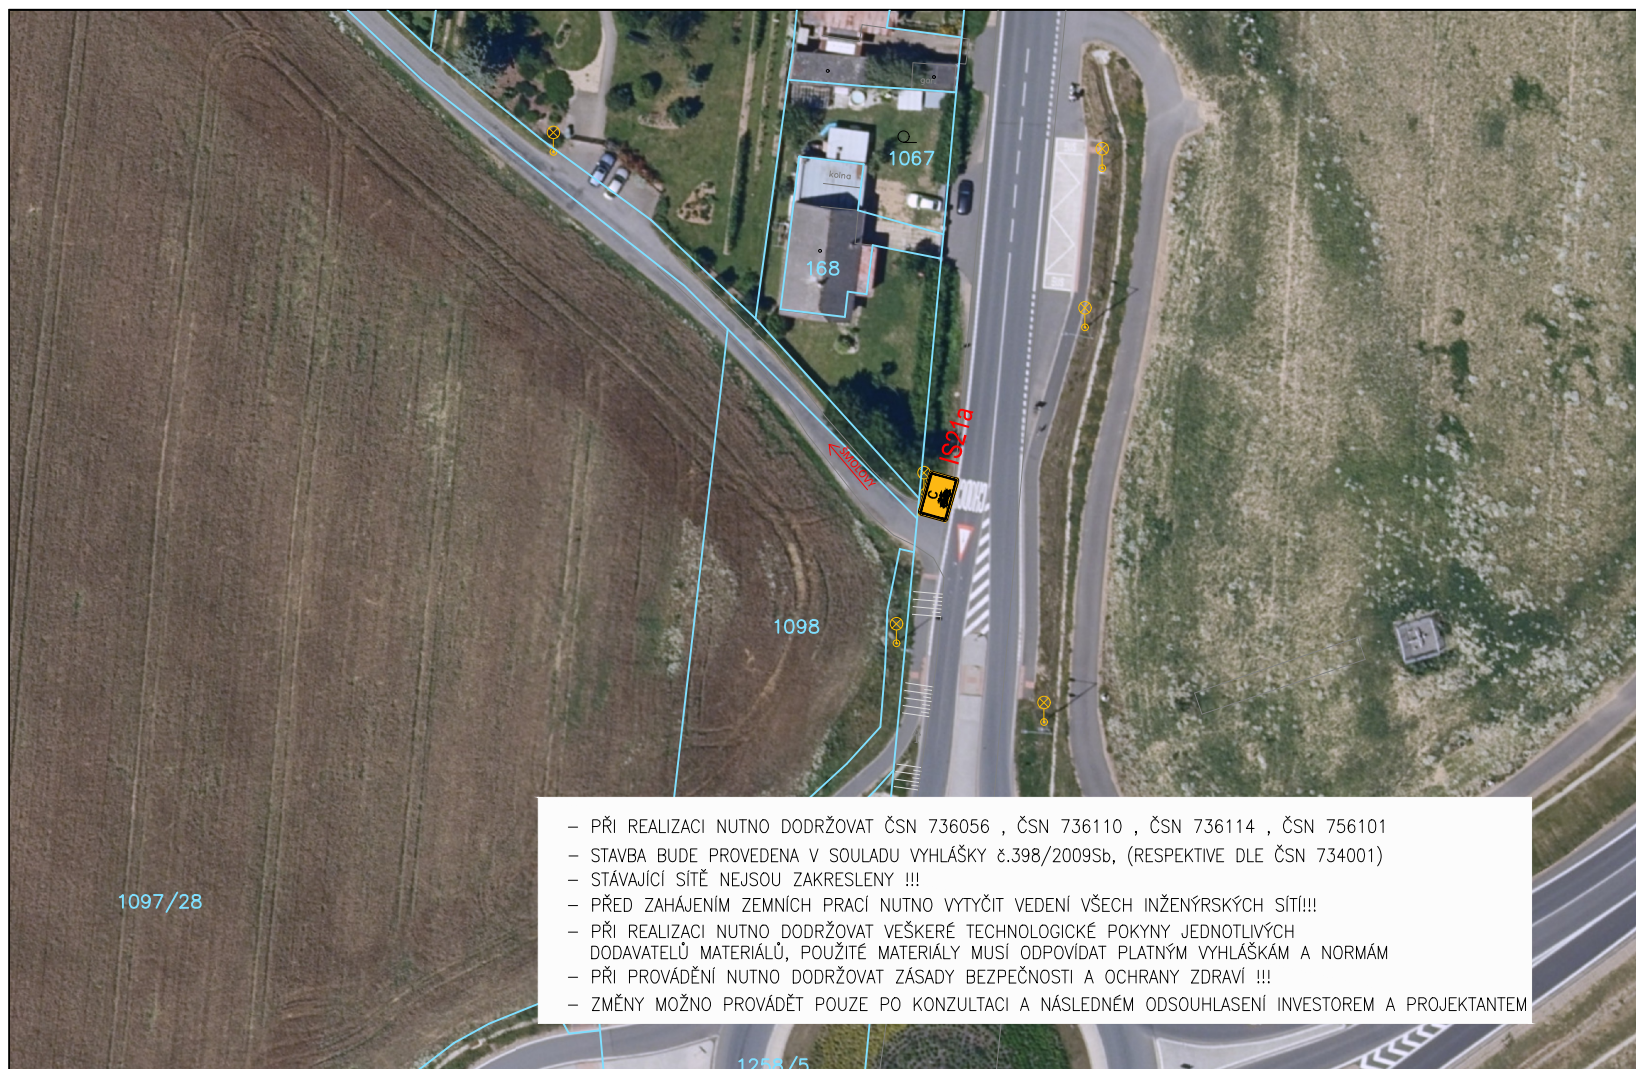 1067
kolna
168
IS21a
SMOLOVÝ
C
1098
1097/28
– PŘI REALIZACI NUTNO DODRŽOVAT ČSN 736056 , ČSN 736110 , ČSN 736114 , ČSN 756101
– STAVBA BUDE PROVEDENA V SOULADU VYHLÁŠKY č.398/2009Sb, (RESPEKTIVE DLE ČSN 734001)
– STÁVAJÍCÍ SÍTĚ NEJSOU ZAKRESLENY !!!
– PŘED ZAHÁJENÍM ZEMNÍCH PRACÍ NUTNO VYTYČIT VEDENÍ VŠECH INŽENÝRSKÝCH SÍTÍ!!!
– PŘI REALIZACI NUTNO DODRŽOVAT VEŠKERÉ TECHNOLOGICKÉ POKYNY JEDNOTLIVÝCH
DODAVATELŮ MATERIÁLŮ, POUŽITÉ MATERIÁLY MUSÍ ODPOVÍDAT PLATNÝM VYHLÁŠKÁM A NORMÁM
– PŘI PROVÁDĚNÍ NUTNO DODRŽOVAT ZÁSADY BEZPEČNOSTI A OCHRANY ZDRAVÍ !!!
– ZMĚNY MOŽNO PROVÁDĚT POUZE PO KONZULTACI A NÁSLEDNÉM ODSOUHLASENÍ INVESTOREM A PROJEKTANTEM
1258/5